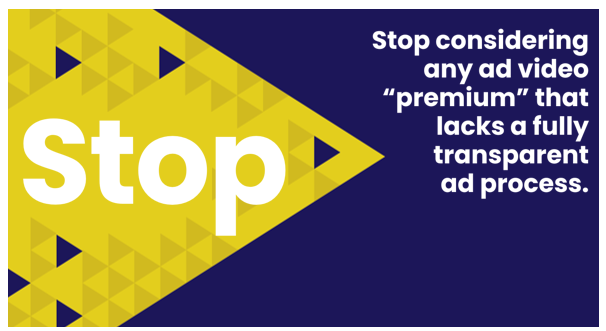 Stop
Stop considering
any ad video
“premium” that
lacks a fully
transparent
ad process.